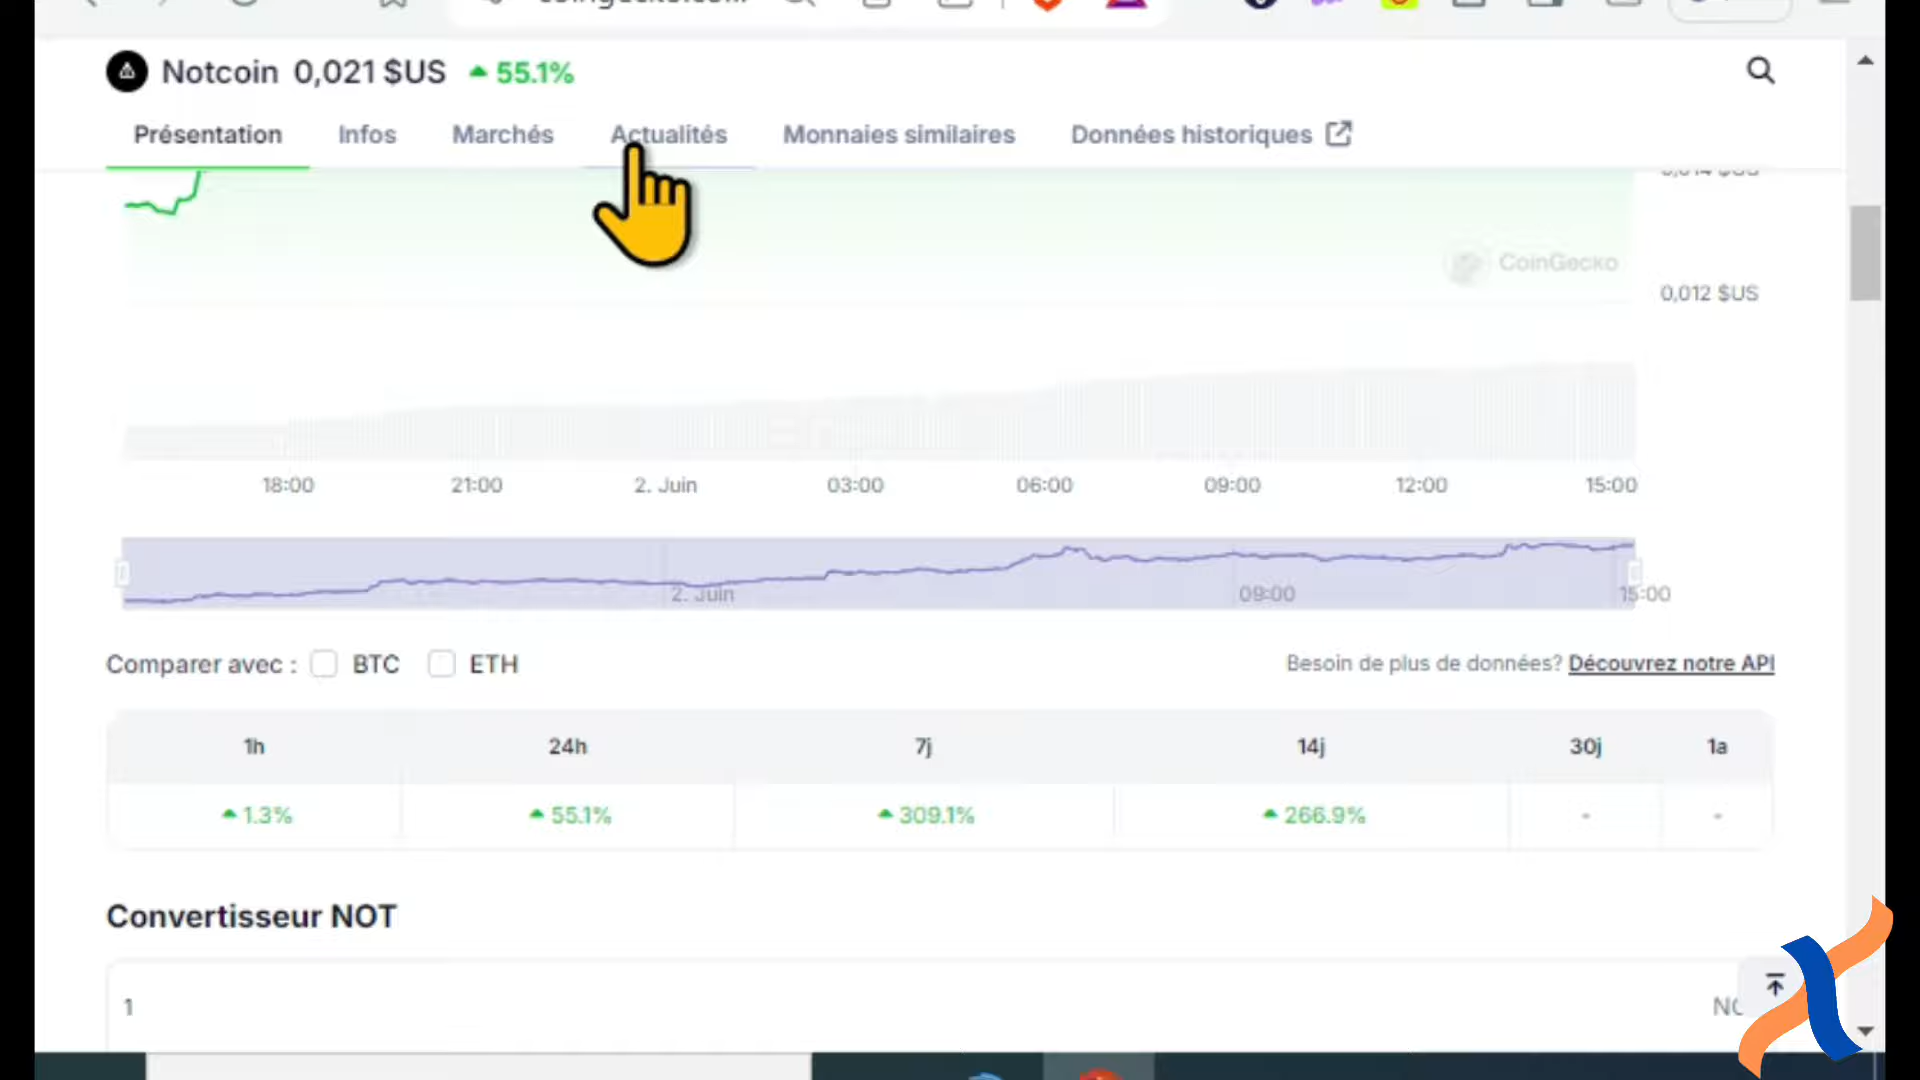 Notcoin 0,021 $US 55.1%
Présentation Infos Marchés Actualités Monnaies similaires Données historiques
CoinGecko
0,012 $US
18:00 21:00 2. Juin 03:00 06:00 09:00 12:00 15:00
2. Juin 09:00 15:00
Comparer avec : BTC ETH
Besoin de plus de données? Découvrez notre API
1h 24h 7j 14j 30j 1a
1.3% 55.1% 309.1% 266.9% - -
Convertisseur NOT
1